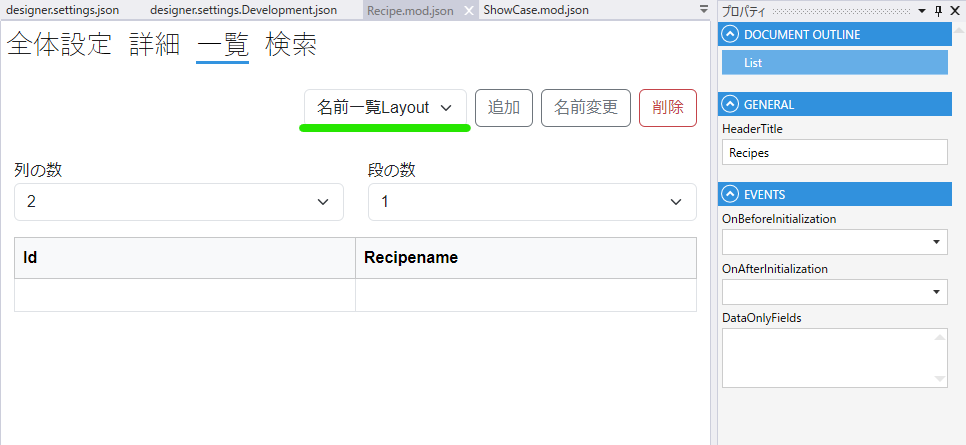 designer.settings.json designer.settings.Development.json Recipe.mod.json ShowCase.mod.json
全体設定 詳細 一覧 検索
名前一覧Layout 追加 名前変更 削除
列の数 段の数
2 1
Id Recipename
プロパティ
DOCUMENT OUTLINE
List
GENERAL
HeaderTitle
Recipes
EVENTS
OnBeforeInitialization
OnAfterInitialization
DataOnlyFields